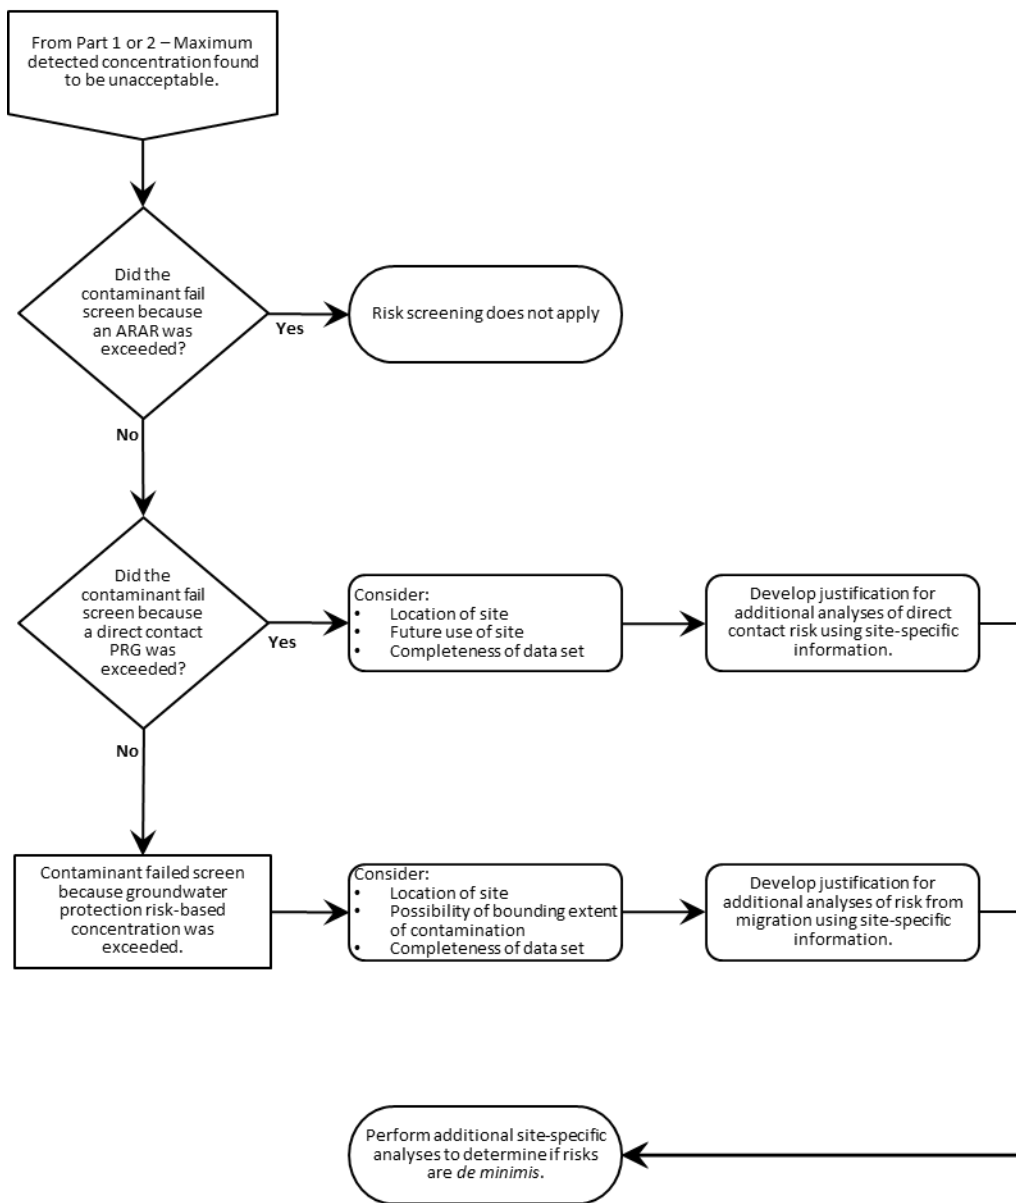 From Part 1 or 2 – Maximum
detected concentration found
to be unacceptable.
Did the
contaminant fail
screen because
an ARAR was
exceeded?
Yes
Risk screening does not apply
No
Did the
contaminant fail
screen because
a direct contact
PRG was
exceeded?
Yes
Consider:
• Location of site
• Future use of site
• Completeness of data set
Develop justification for
additional analyses of direct
contact risk using site-specific
information.
No
Contaminant failed screen
because groundwater
protection risk-based
concentration was
exceeded.
Consider:
• Location of site
• Possibility of bounding extent
of contamination
• Completeness of data set
Develop justification for
additional analyses of risk from
migration using site-specific
information.
Perform additional site-specific
analyses to determine if risks
are de minimis.